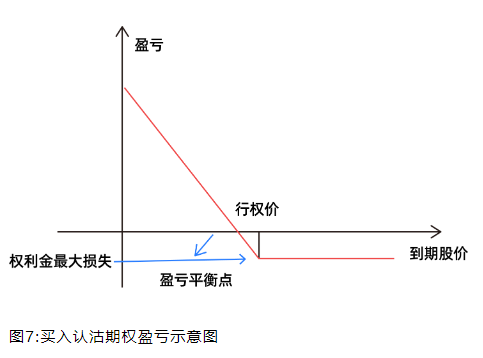 盈亏
行权价
到期股价
权利金最大损失
盈亏平衡点
图7:买入认沽期权盈亏示意图